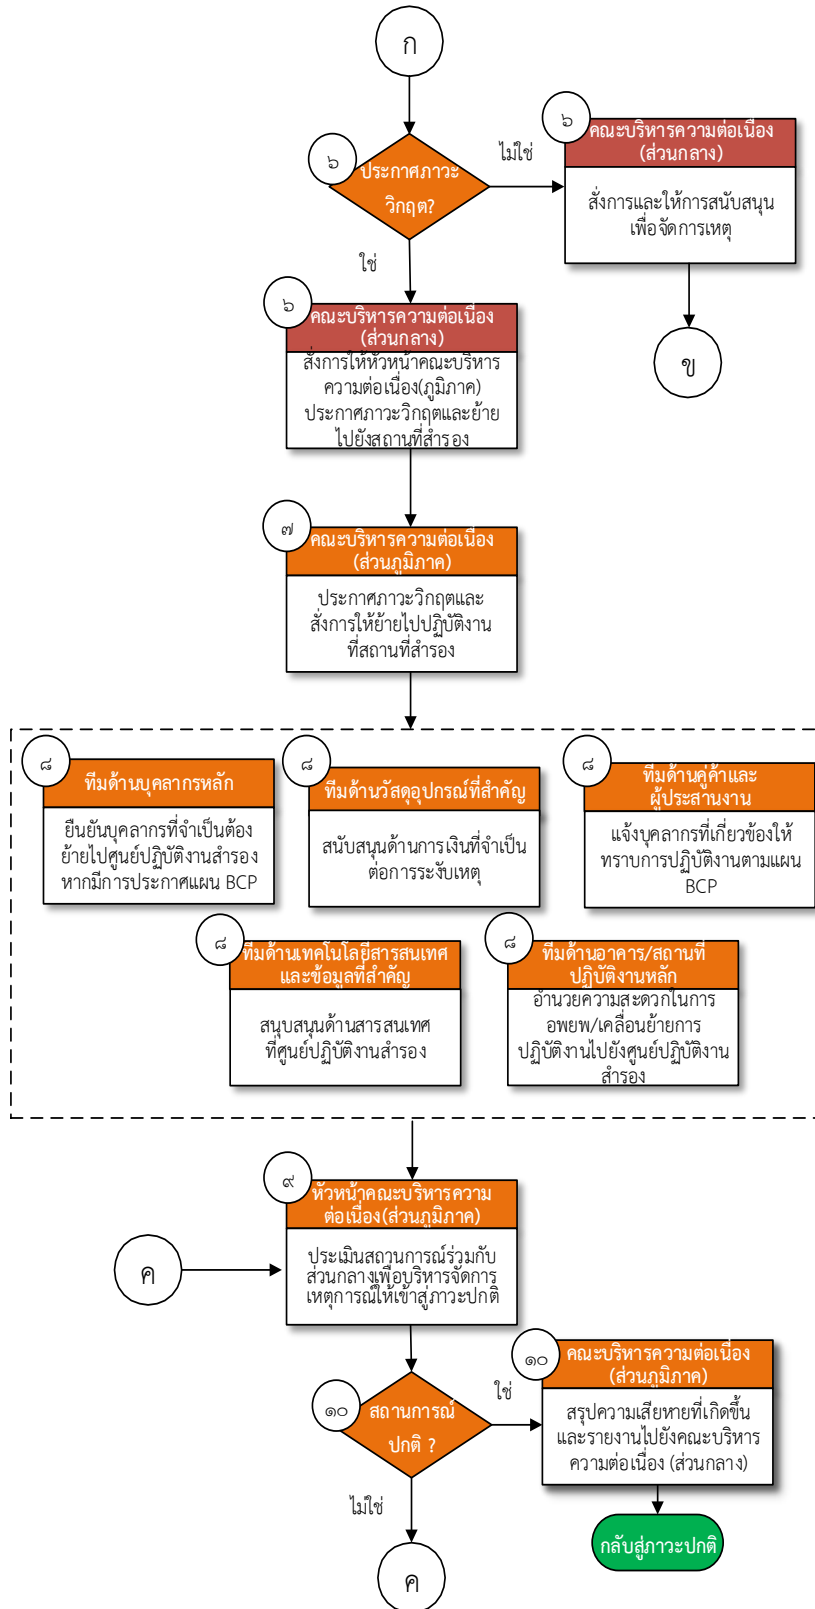 ก
๖
ประกาศภาวะ
วิกฤต?
ไม่ใช่
๖
คณะบริหารความต่อเนื่อง
(ส่วนกลาง)
สั่งการและให้การสนับสนุน
เพื่อจัดการเหตุ
ข
ใช่
๖
คณะบริหารความต่อเนื่อง
(ส่วนกลาง)
สั่งการให้หัวหน้าคณะบริหาร
ความต่อเนื่อง(ภูมิภาค)
ประกาศภาวะวิกฤตและย้าย
ไปยังสถานที่สำรอง
๗
คณะบริหารความต่อเนื่อง
(ส่วนภูมิภาค)
ประกาศภาวะวิกฤตและ
สั่งการให้ย้ายไปปฏิบัติงาน
ที่สถานที่สำรอง
๘
ทีมด้านบุคลากรหลัก
ยืนยันบุคลากรที่จำเป็นต้อง
ย้ายไปศูนย์ปฏิบัติงานสำรอง
หากมีการประกาศแผน BCP
๘
ทีมด้านวัสดุอุปกรณ์ที่สำคัญ
สนับสนุนด้านการเงินที่จำเป็น
ต่อการระงับเหตุ
๘
ทีมด้านคู่ค้าและ
ผู้ประสานงาน
แจ้งบุคลากรที่เกี่ยวข้องให้
ทราบการปฏิบัติงานตามแผน
BCP
๘
ทีมด้านเทคโนโลยีสารสนเทศ
และข้อมูลที่สำคัญ
สนุบสนุนด้านสารสนเทศ
ที่ศูนย์ปฏิบัติงานสำรอง
๘
ทีมด้านอาคาร/สถานที่
ปฏิบัติงานหลัก
อำนวยความสะดวกในการ
อพยพ/เคลื่อนย้ายการ
ปฏิบัติงานไปยังศูนย์ปฏิบัติงาน
สำรอง
๙
หัวหน้าคณะบริหารความ
ต่อเนื่อง(ส่วนภูมิภาค)
ประเมินสถานการณ์ร่วมกับ
ส่วนกลางเพื่อบริหารจัดการ
เหตุการณ์ให้เข้าสู่ภาวะปกติ
ค
๑๐
สถานการณ์
ปกติ ?
ใช่
๑๐
คณะบริหารความต่อเนื่อง
(ส่วนภูมิภาค)
สรุปความเสียหายที่เกิดขึ้น
และรายงานไปยังคณะบริหาร
ความต่อเนื่อง (ส่วนกลาง)
กลับสู่ภาวะปกติ
ไม่ใช่
ค